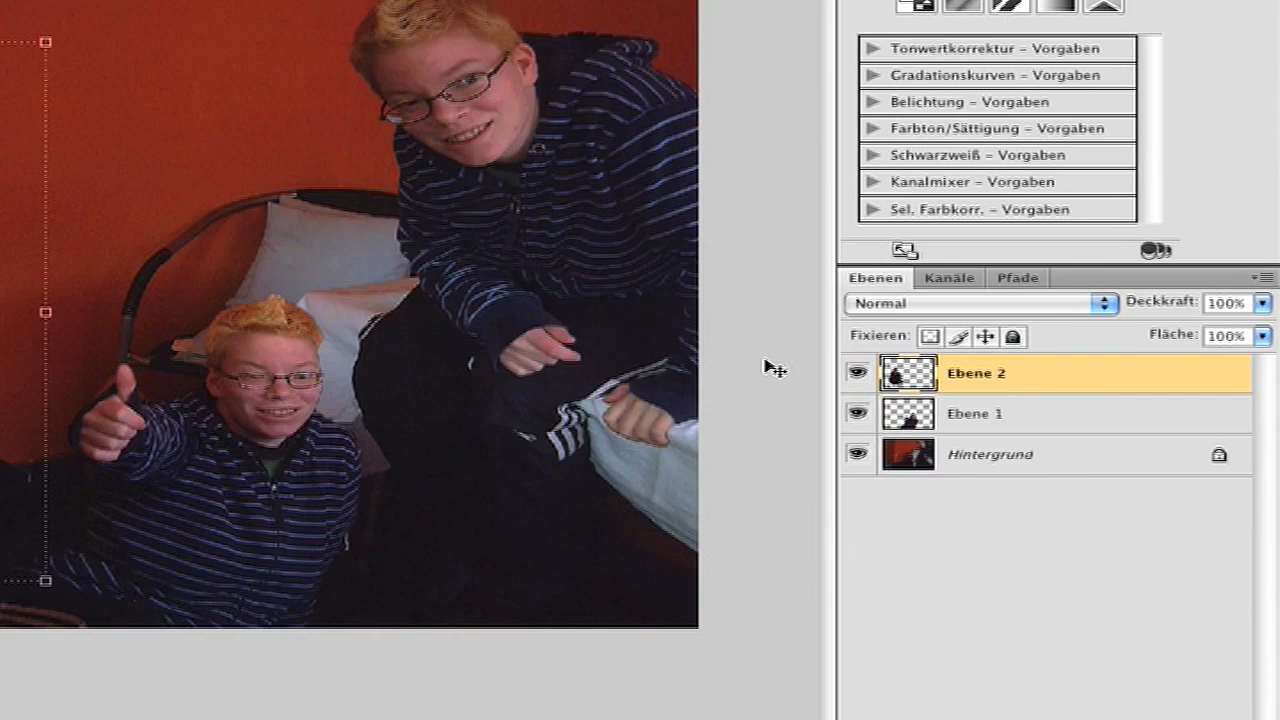 Tonwertkorrektur – Vorgaben
Gradationskurven – Vorgaben
Belichtung – Vorgaben
Farbton/Sättigung – Vorgaben
Schwarzweiß – Vorgaben
Kanalmixer – Vorgaben
Sel. Farbkorr. – Vorgaben
Ebenen Kanäle Pfade
Normal Deckkraft: 100%
Fixieren: Fläche: 100%
Ebene 2
Ebene 1
Hintergrund